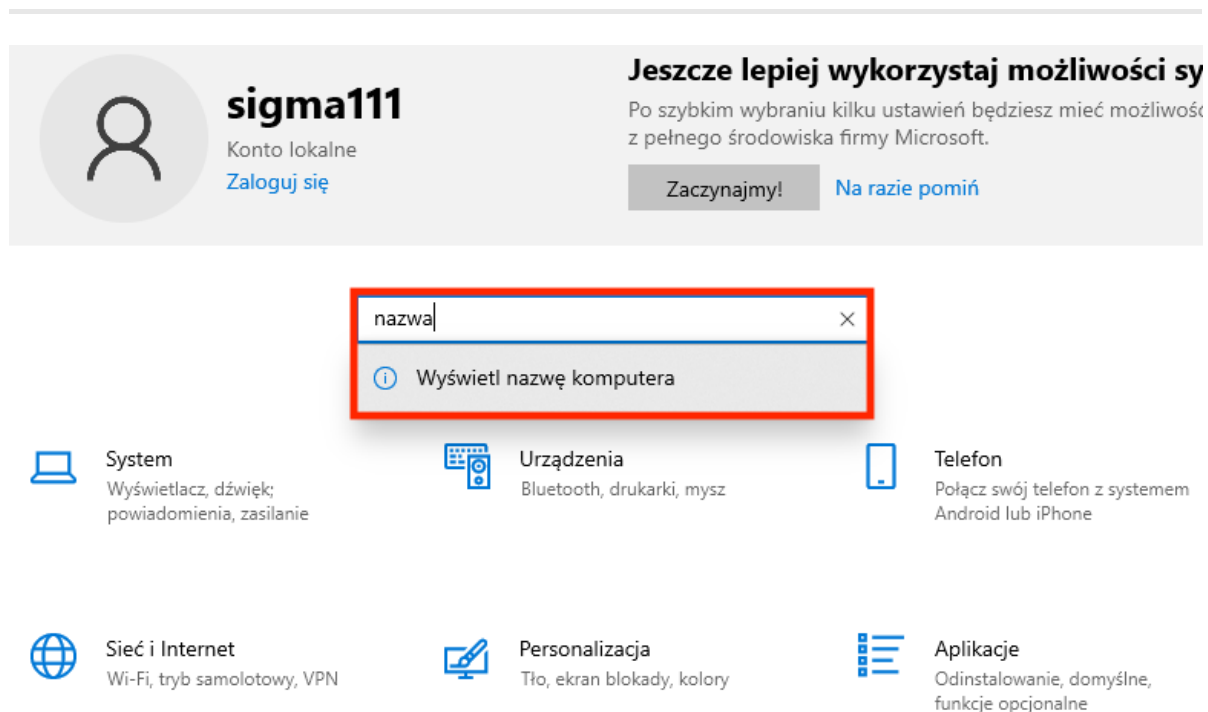 sigma111
Konto lokalne
Zaloguj się
Jeszcze lepiej wykorzystaj możliwości sy
Po szybkim wybraniu kilku ustawień będziesz mieć możliwość
z pełnego środowiska firmy Microsoft.
Zaczynajmy!
Na razie pomiń
nazwa
Wyświetl nazwę komputera
System
Wyświetlacz, dźwięk;
powiadomienia, zasilanie
Urządzenia
Bluetooth, drukarki, mysz
Telefon
Połącz swój telefon z systemem
Android lub iPhone
Sieć i Internet
Wi-Fi, tryb samolotowy, VPN
Personalizacja
Tło, ekran blokady, kolory
Aplikacje
Odinstalowanie, domyślne,
funkcje opcjonalne